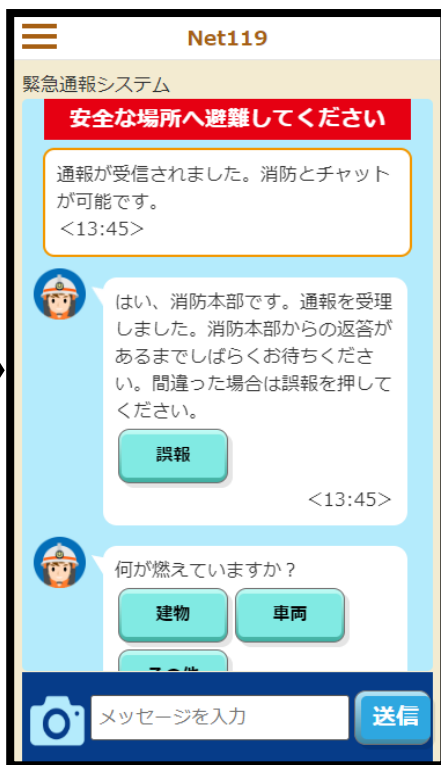 Net119
緊急通報システム
安全な場所へ避難してください
通報が受信されました。消防とチャット
が可能です。
<13:45>
はい、消防本部です。通報を受理
しました。消防本部からの返答が
あるまでしばらくお待ちくださ
い。間違った場合は誤報を押して
ください。
誤報
<13:45>
何が燃えていますか？
建物 車両
その他
メッセージを入力 送信